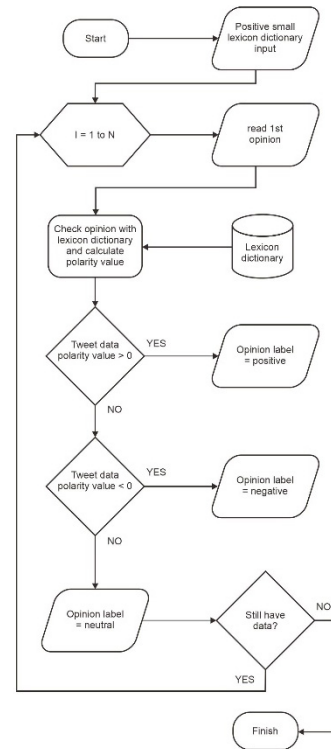 Start
Positive small
lexicon dictionary
input
I = 1 to N
read 1st
opinion
Check opinion with
lexicon dictionary
and calculate
polarity value
Lexicon
dictionary
Tweet data
polarity value > 0
YES
Opinion label
= positive
NO
Tweet data
polarity value < 0
YES
Opinion label
= negative
NO
Opinion label
= neutral
Still have
data?
NO
YES
Finish